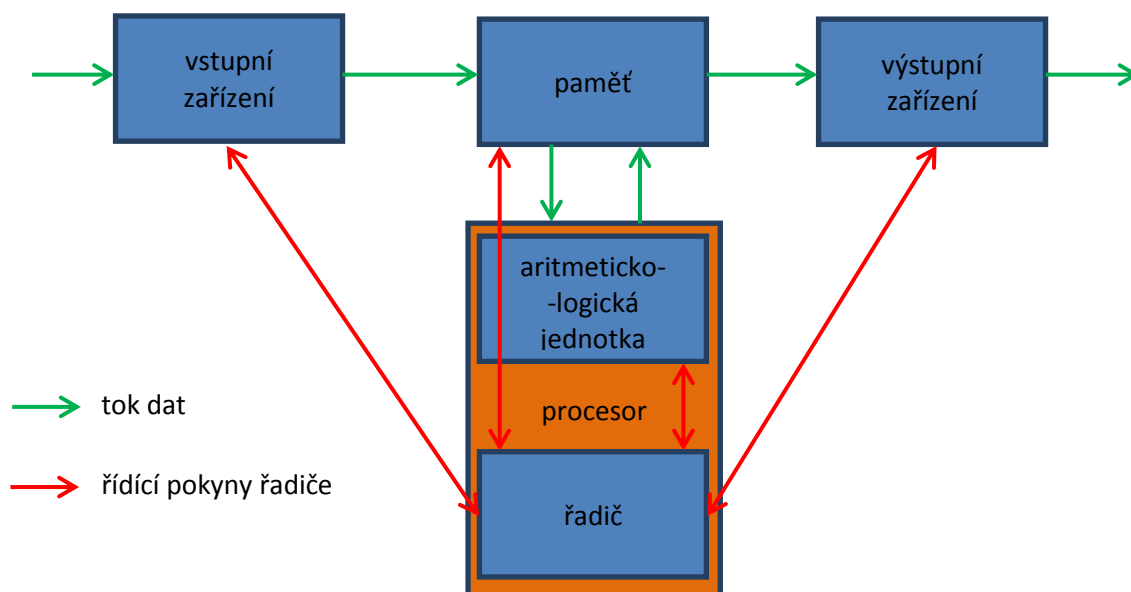 vstupní
zařízení
paměť
výstupní
zařízení
aritmeticko-
-logická
jednotka
procesor
řadič
tok dat
řídící pokyny řadiče